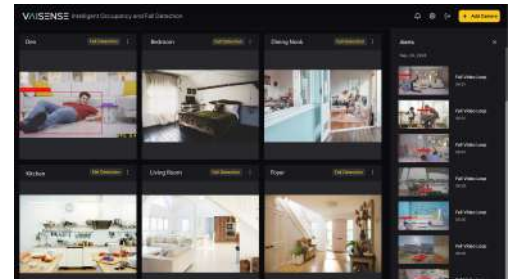 VAISENSE Intelligent Occupancy and Fall Detection
+ Add Camera
Den
Fall Detection
Bedroom
Fall Detection
Dining Nook
Fall Detection
Alerts
Fall Video Loop
Fall Video Loop
Fall Video Loop
Fall Video Loop
Fall Video Loop
Fall Video Loop
Kitchen
Fall Detection
Living Room
Fall Detection
Foyer
Fall Detection